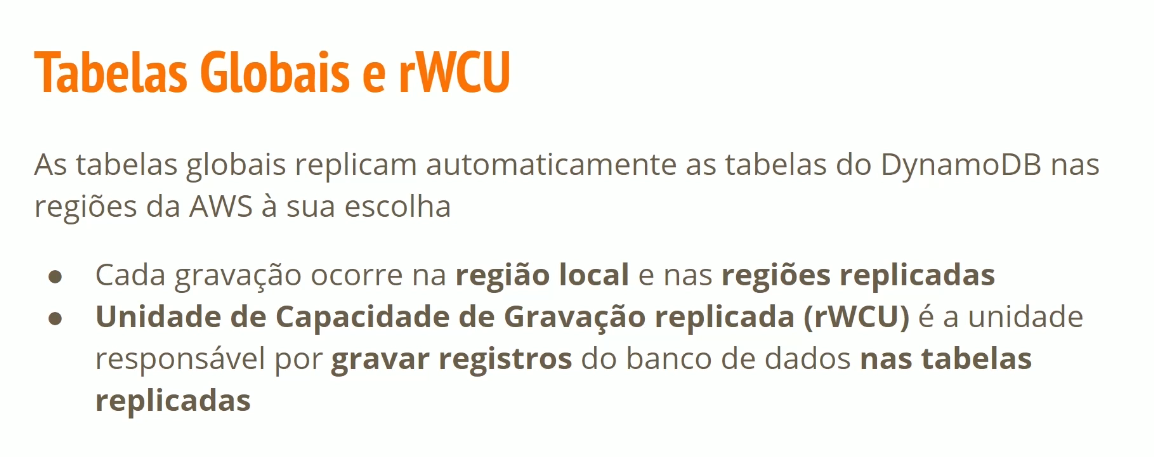 Tabelas Globais e rWCU
As tabelas globais replicam automaticamente as tabelas do DynamoDB nas
regiões da AWS à sua escolha
● Cada gravação ocorre na região local e nas regiões replicadas
● Unidade de Capacidade de Gravação replicada (rWCU) é a unidade
responsável por gravar registros do banco de dados nas tabelas
replicadas